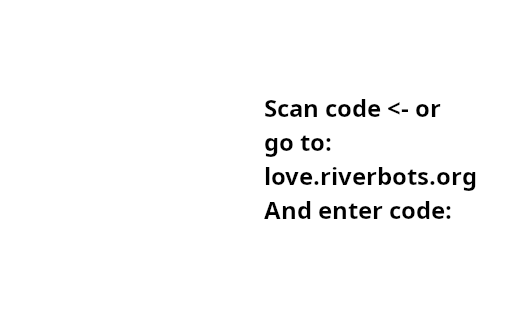 Scan code <- or
go to:
love.riverbots.org
And enter code: